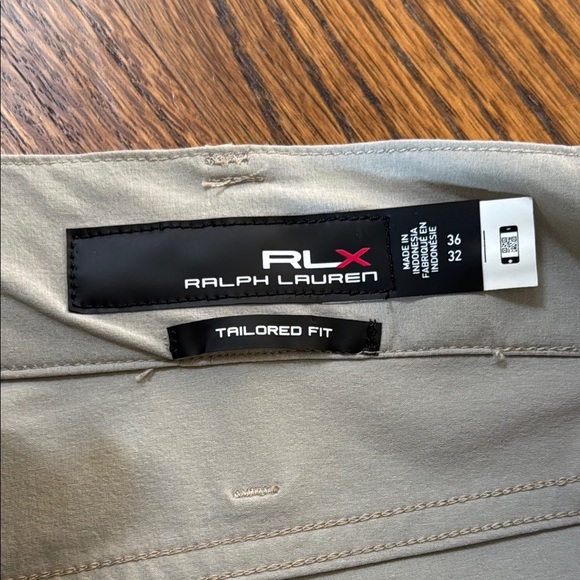 RLX
RALPH LAUREN
MADE IN
INDONESIA
FABRIQUÉ EN
INDONÉSIE
36
32
TAILORED FIT